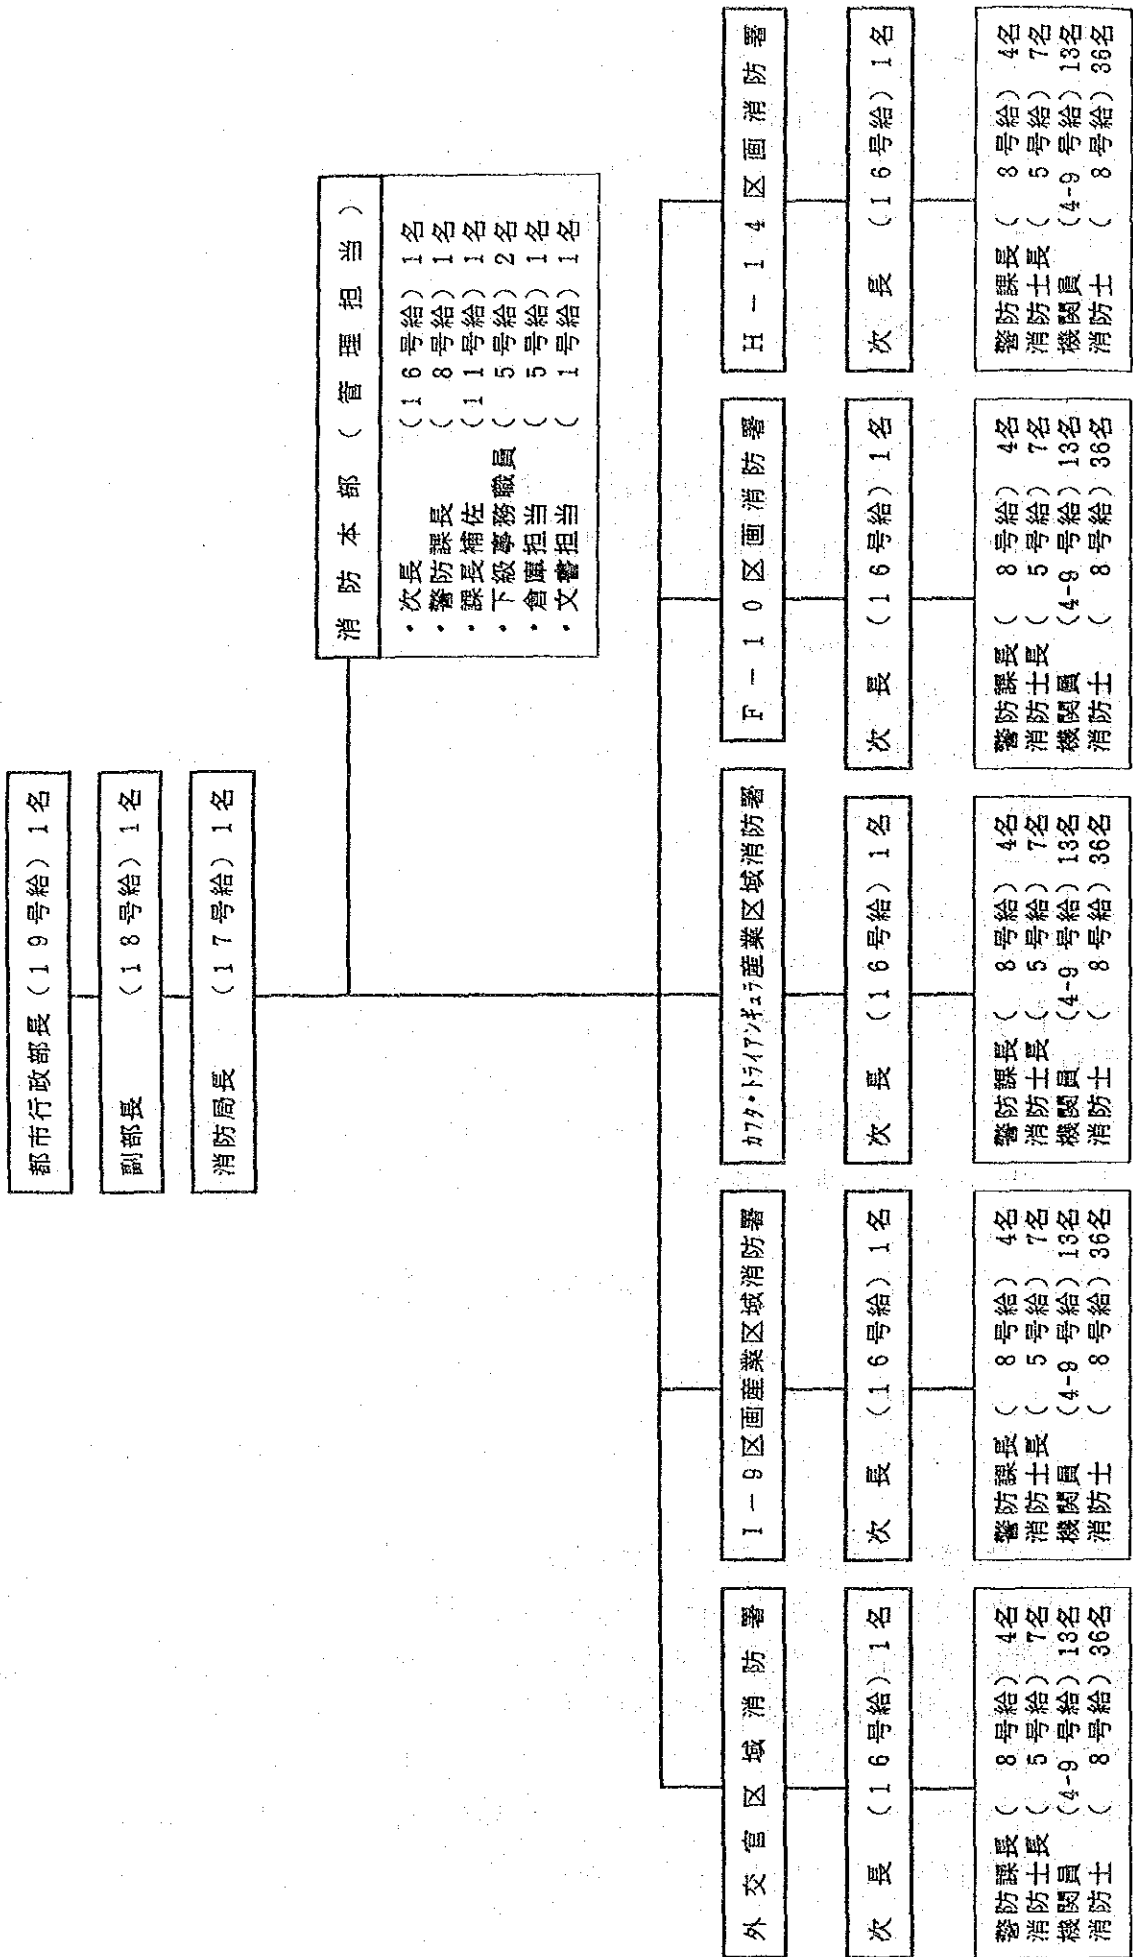 都市行政部長（19号給）1名
副部長　　　（18号給）1名
消防局長　　（17号給）1名
消防本部（管理担当）
・次長　　　　（16号給）1名
・警防課長　　（ 8号給）1名
・課長補佐　　（11号給）1名
・下級事務職員（ 5号給）2名
・倉庫担当　　（ 5号給）1名
・文書担当　　（ 1号給）1名
外交官区域消防署
次　長　（16号給）1名
警防課長（ 8号給） 4名
消防士長（ 5号給） 7名
機関員　（4-9 号給）13名
消防士　（ 8号給）36名
I－9区画産業区域消防署
次　長　（16号給）1名
警防課長（ 8号給） 4名
消防士長（ 5号給） 7名
機関員　（4-9 号給）13名
消防士　（ 8号給）36名
カフタ・トライアンギュラ産業区域消防署
次　長　（16号給）1名
警防課長（ 8号給） 4名
消防士長（ 5号給） 7名
機関員　（4-9 号給）13名
消防士　（ 8号給）36名
F－10区画消防署
次　長　（16号給）1名
警防課長（ 8号給） 4名
消防士長（ 5号給） 7名
機関員　（4-9 号給）13名
消防士　（ 8号給）36名
H－14区画消防署
次　長　（16号給）1名
警防課長（ 8号給） 4名
消防士長（ 5号給） 7名
機関員　（4-9 号給）13名
消防士　（ 8号給）36名